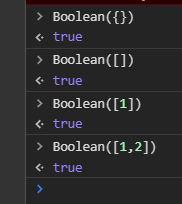 > Boolean({})
<· true
> Boolean([])
<· true
> Boolean([1])
<· true
> Boolean([1,2])
<· true
>